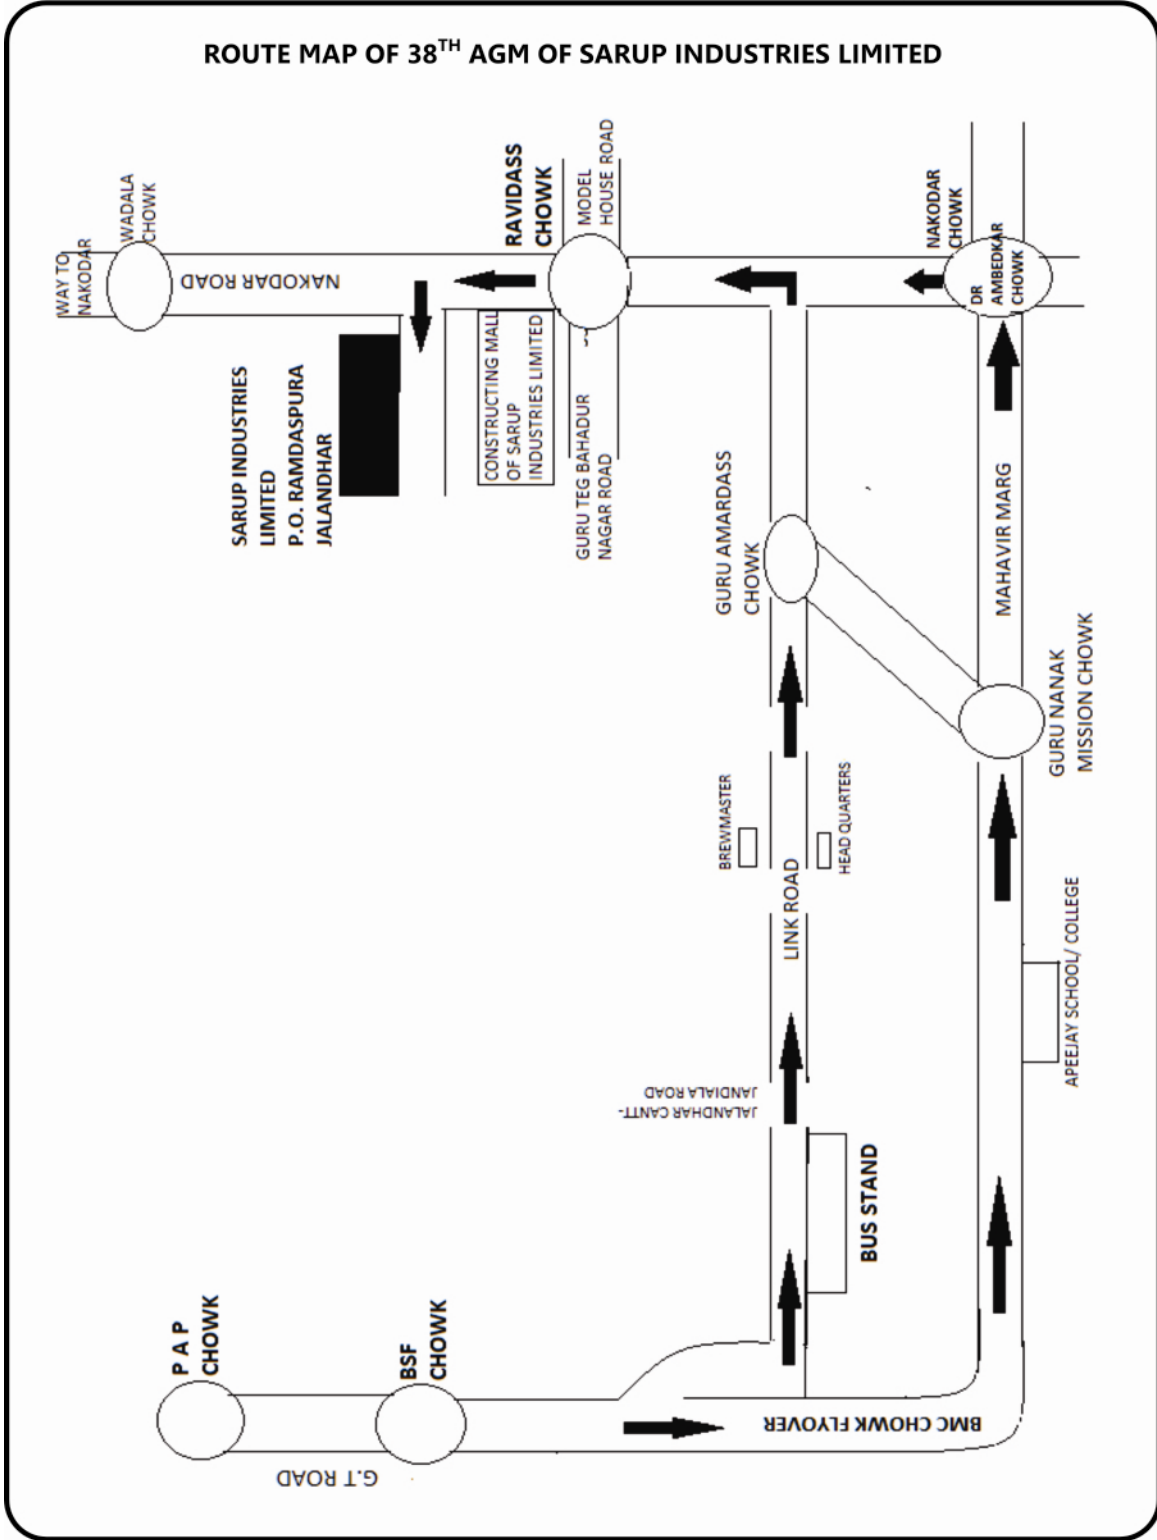 ROUTE MAP OF 38TH AGM OF SARUP INDUSTRIES LIMITED
WAY TO
NAKODAR
WADALA
CHOWK
NAKODAR ROAD
RAVIDASS
CHOWK
MODEL
HOUSE ROAD
NAKODAR
CHOWK
DR
AMBEDKAR
CHOWK
SARUP INDUSTRIES
LIMITED
P.O. RAMDASPURA
JALANDHAR
CONSTRUCTING MALL
OF SARUP
INDUSTRIES LIMITED
GURU TEG BAHADUR
NAGAR ROAD
GURU AMARDASS
CHOWK
MAHAVIR MARG
GURU NANAK
MISSION CHOWK
BREWMASTER
HEAD QUARTERS
LINK ROAD
APEEJAY SCHOOL/ COLLEGE
JALANDHAR CANTT-
JANDIALA ROAD
BUS STAND
P A P
CHOWK
BSF
CHOWK
BMC CHOWK FLYOVER
G.T ROAD